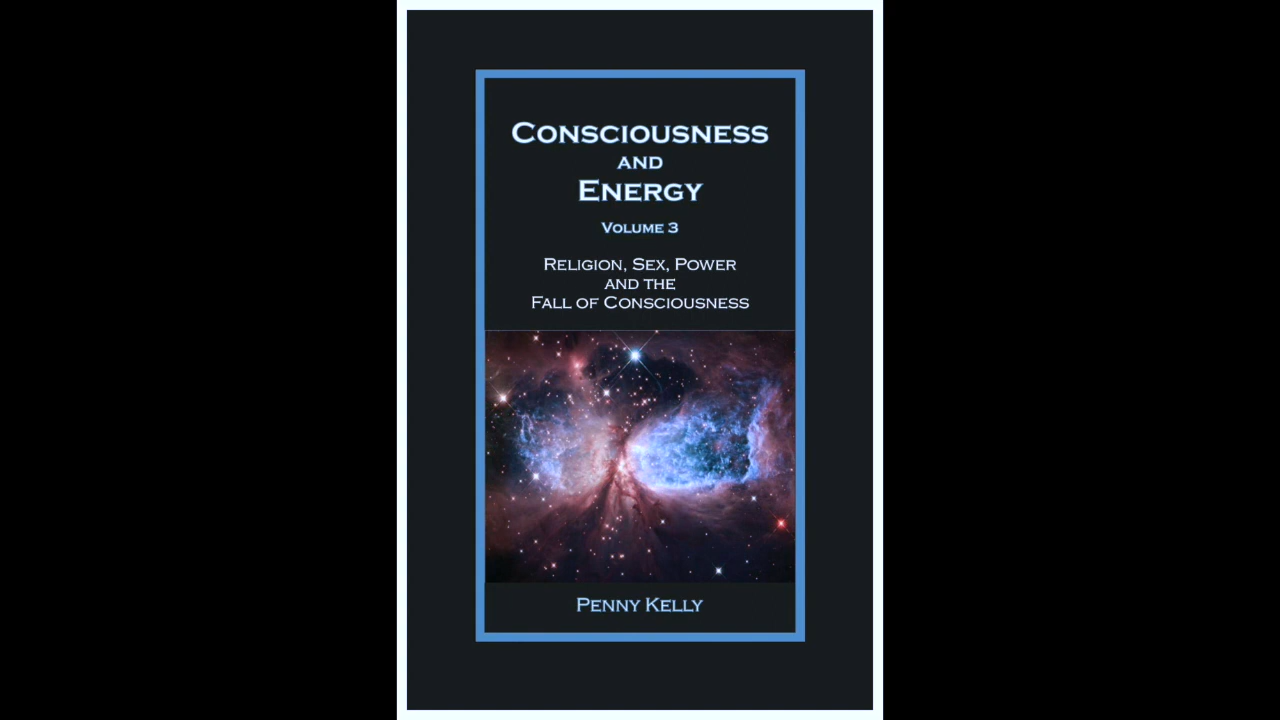 Consciousness
and
Energy
Volume 3
Religion, Sex, Power
and the
Fall of Consciousness
Penny Kelly